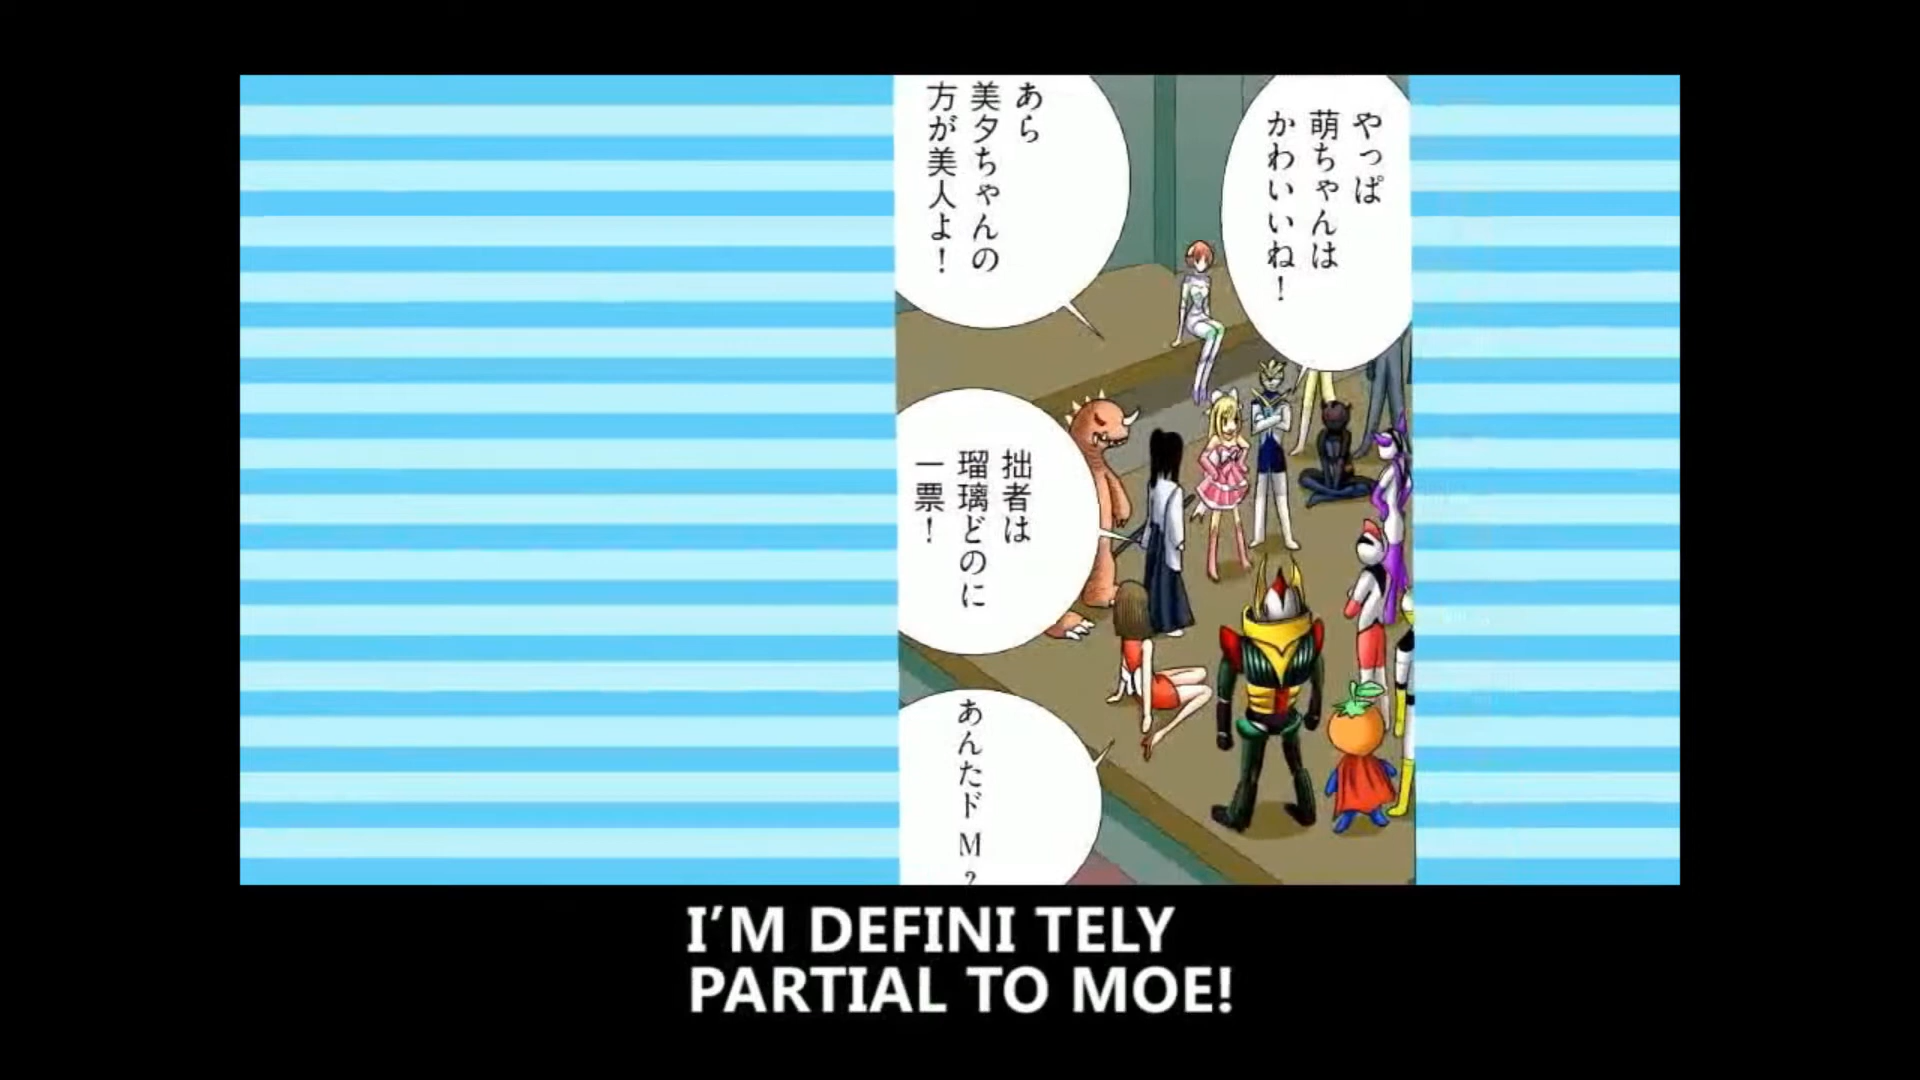 やっぱ
萌ちゃんは
かわいいね！
あら
美夕ちゃんの
方が美人よ！
拙者は
瑠璃どのに
一票！
あんたドM？
I'M DEFINI TELY
PARTIAL TO MOE!